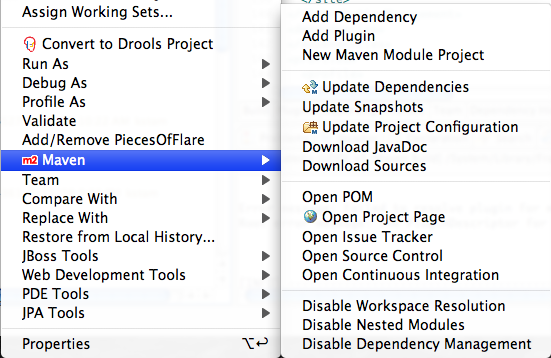 Assign Working Sets...
Convert to Drools Project
Run As
Debug As
Profile As
Validate
Add/Remove PiecesOfFlare
m2 Maven
Team
Compare With
Replace With
Restore from Local History...
JBoss Tools
Web Development Tools
PDE Tools
JPA Tools
Properties ⌥↩
Add Dependency
Add Plugin
New Maven Module Project
Update Dependencies
Update Snapshots
Update Project Configuration
Download JavaDoc
Download Sources
Open POM
Open Project Page
Open Issue Tracker
Open Source Control
Open Continuous Integration
Disable Workspace Resolution
Disable Nested Modules
Disable Dependency Management